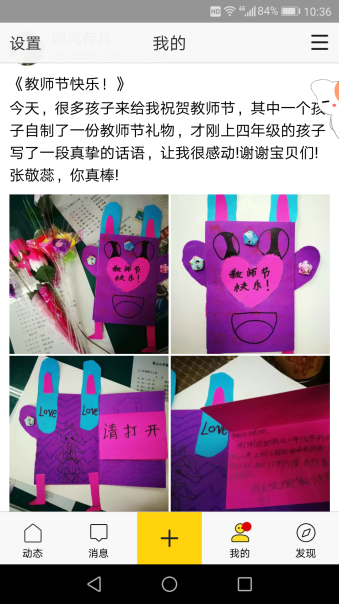 HD 4G 84% 10:36
设置 我的
《教师节快乐！》
今天，很多孩子来给我祝贺教师节，其中一个孩
子自制了一份教师节礼物，才刚上四年级的孩子
写了一段真挚的话语，让我很感动!谢谢宝贝们!
张敬蕊，你真棒!
教师节
快乐！
教师节
快乐！
LOVE LOVE
请打开
LOVE
动态 消息 + 我的 发现